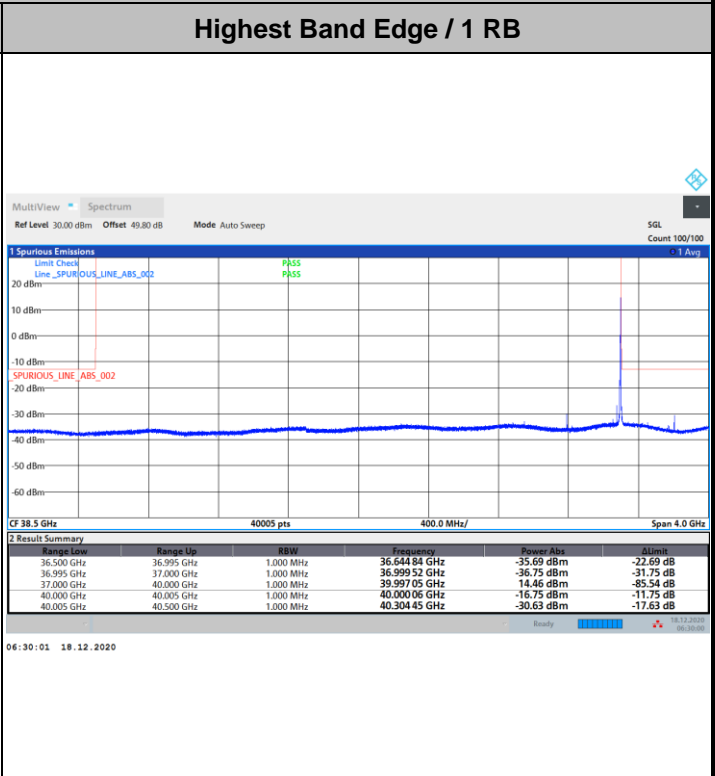 Highest Band Edge / 1 RB
MultiView Spectrum
Ref Level 30.00 dBm Offset 49.80 dB Mode Auto Sweep SGL
Count 100/100
1 Spurious Emissions 1 Avg
Limit Check PASS
Line _SPURIOUS_LINE_ABS_002 PASS
20 dBm
10 dBm
0 dBm
-10 dBm
_SPURIOUS_LINE_ABS_002
-20 dBm
-30 dBm
-40 dBm
-50 dBm
-60 dBm
CF 38.5 GHz 40005 pts 400.0 MHz/ Span 4.0 GHz
2 Result Summary
Range Low Range Up RBW Frequency Power Abs ΔLimit
36.500 GHz 36.995 GHz 1.000 MHz 36.644 84 GHz -35.69 dBm -22.69 dB
36.995 GHz 37.000 GHz 1.000 MHz 36.999 52 GHz -36.75 dBm -31.75 dB
37.000 GHz 40.000 GHz 1.000 MHz 39.997 05 GHz 14.46 dBm -85.54 dB
40.000 GHz 40.005 GHz 1.000 MHz 40.000 06 GHz -16.75 dBm -11.75 dB
40.005 GHz 40.500 GHz 1.000 MHz 40.304 45 GHz -30.63 dBm -17.63 dB
Ready 18.12.2020
06:30:00
06:30:01 18.12.2020